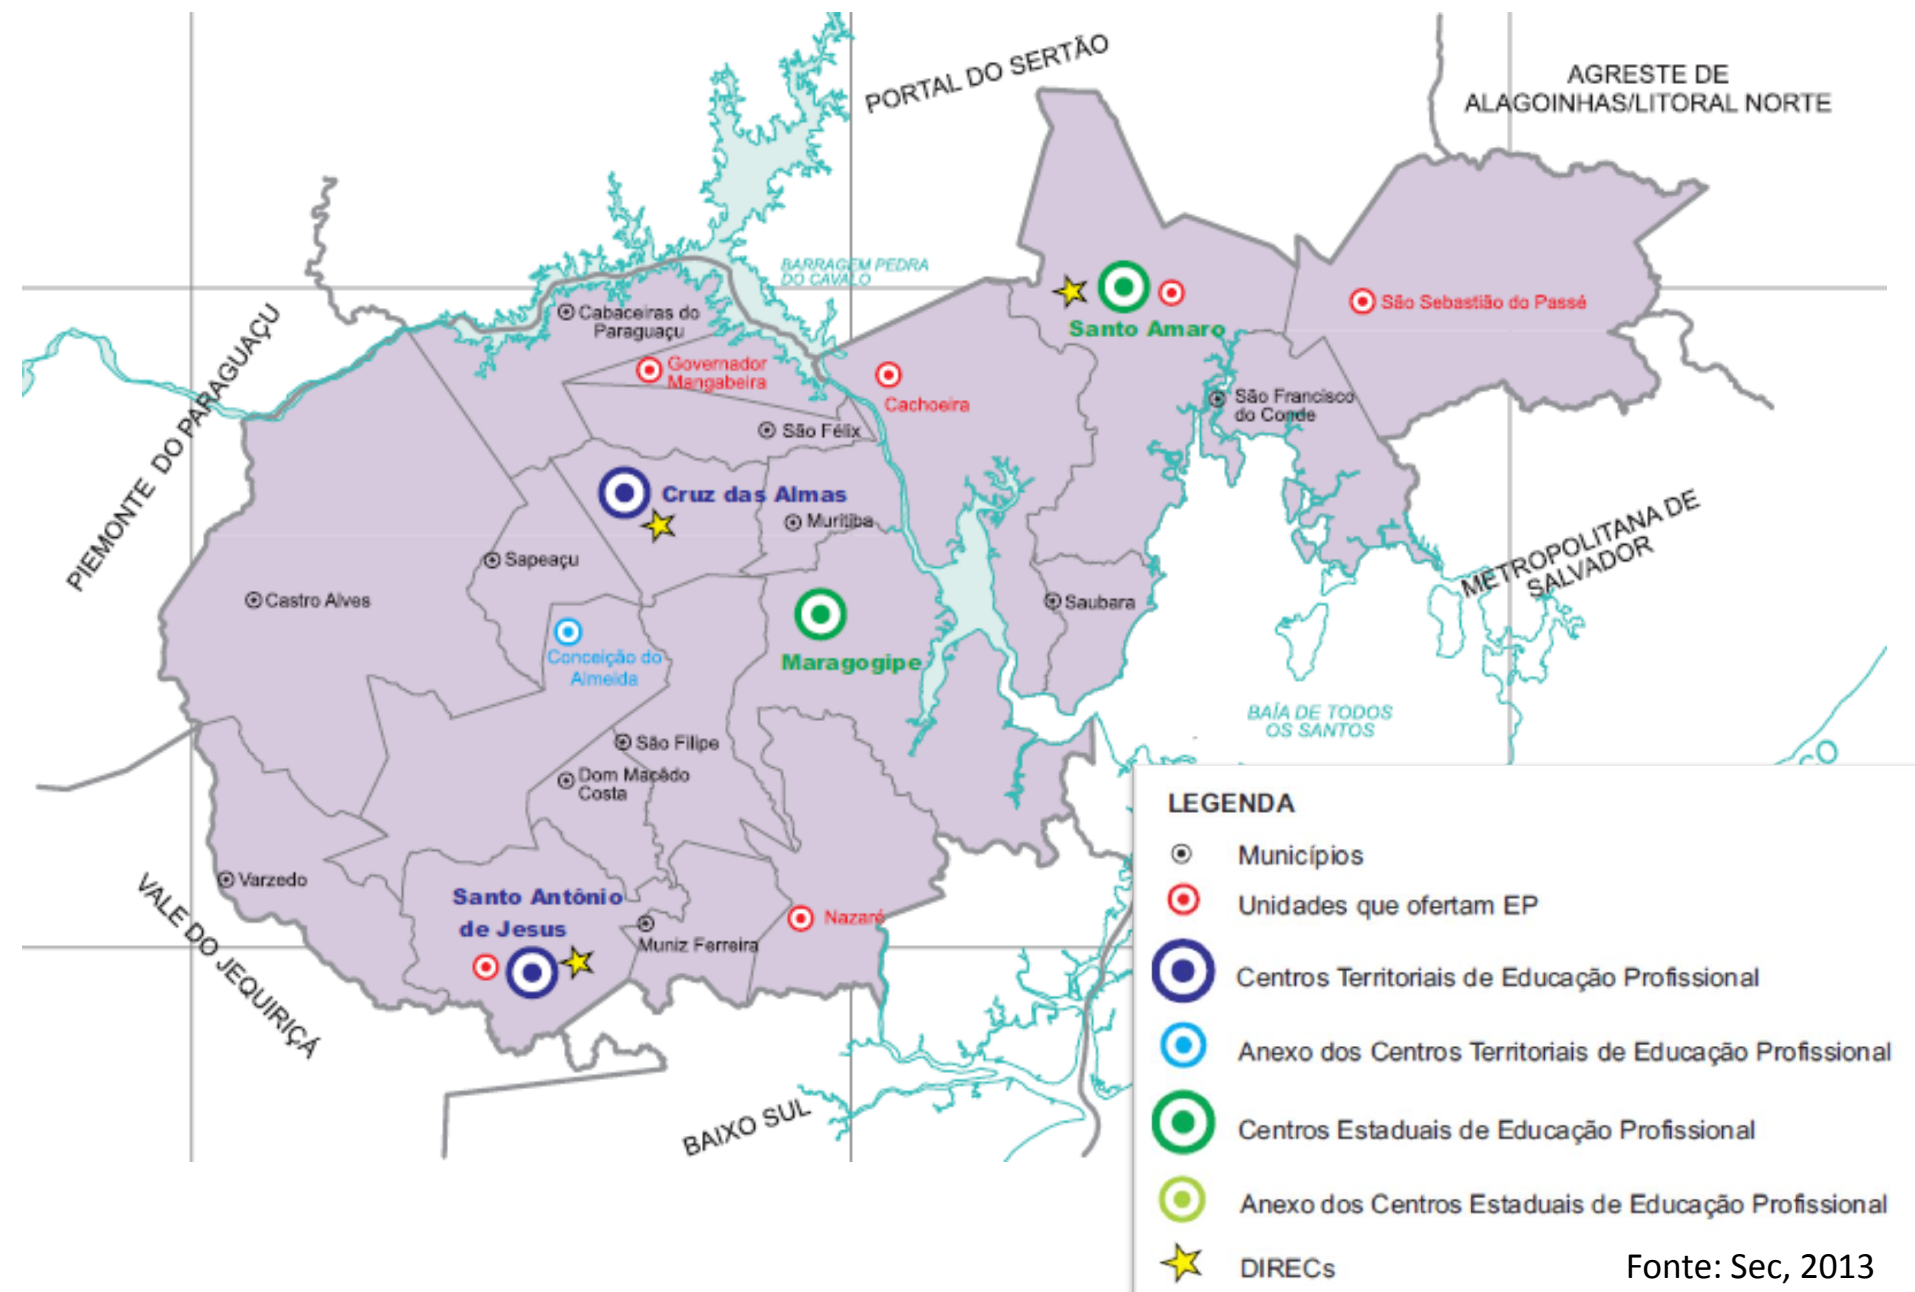 PORTAL DO SERTÃO
AGRESTE DE
ALAGOINHAS/LITORAL NORTE
BARRAGEM PEDRA
DO CAVALO
PIEMONTE DO PARAGUAÇU
Cabaceiras do
Paraguaçu
Santo Amaro
São Sebastião do Passé
Governador
Mangabeira
Cachoeira
São Francisco
do Conde
São Félix
Cruz das Almas
Muritiba
Sapeaçu
METROPOLITANA DE
SALVADOR
Castro Alves
Saubara
Conceição do
Almeida
Maragogipe
BAÍA DE TODOS
OS SANTOS
São Filipe
Dom Macêdo
Costa
Varzedo
VALE DO JEQUIRIÇÁ
Santo Antônio
de Jesus
Muniz Ferreira
Nazaré
BAIXO SUL
LEGENDA
Municípios
Unidades que ofertam EP
Centros Territoriais de Educação Profissional
Anexo dos Centros Territoriais de Educação Profissional
Centros Estaduais de Educação Profissional
Anexo dos Centros Estaduais de Educação Profissional
DIRECs
Fonte: Sec, 2013